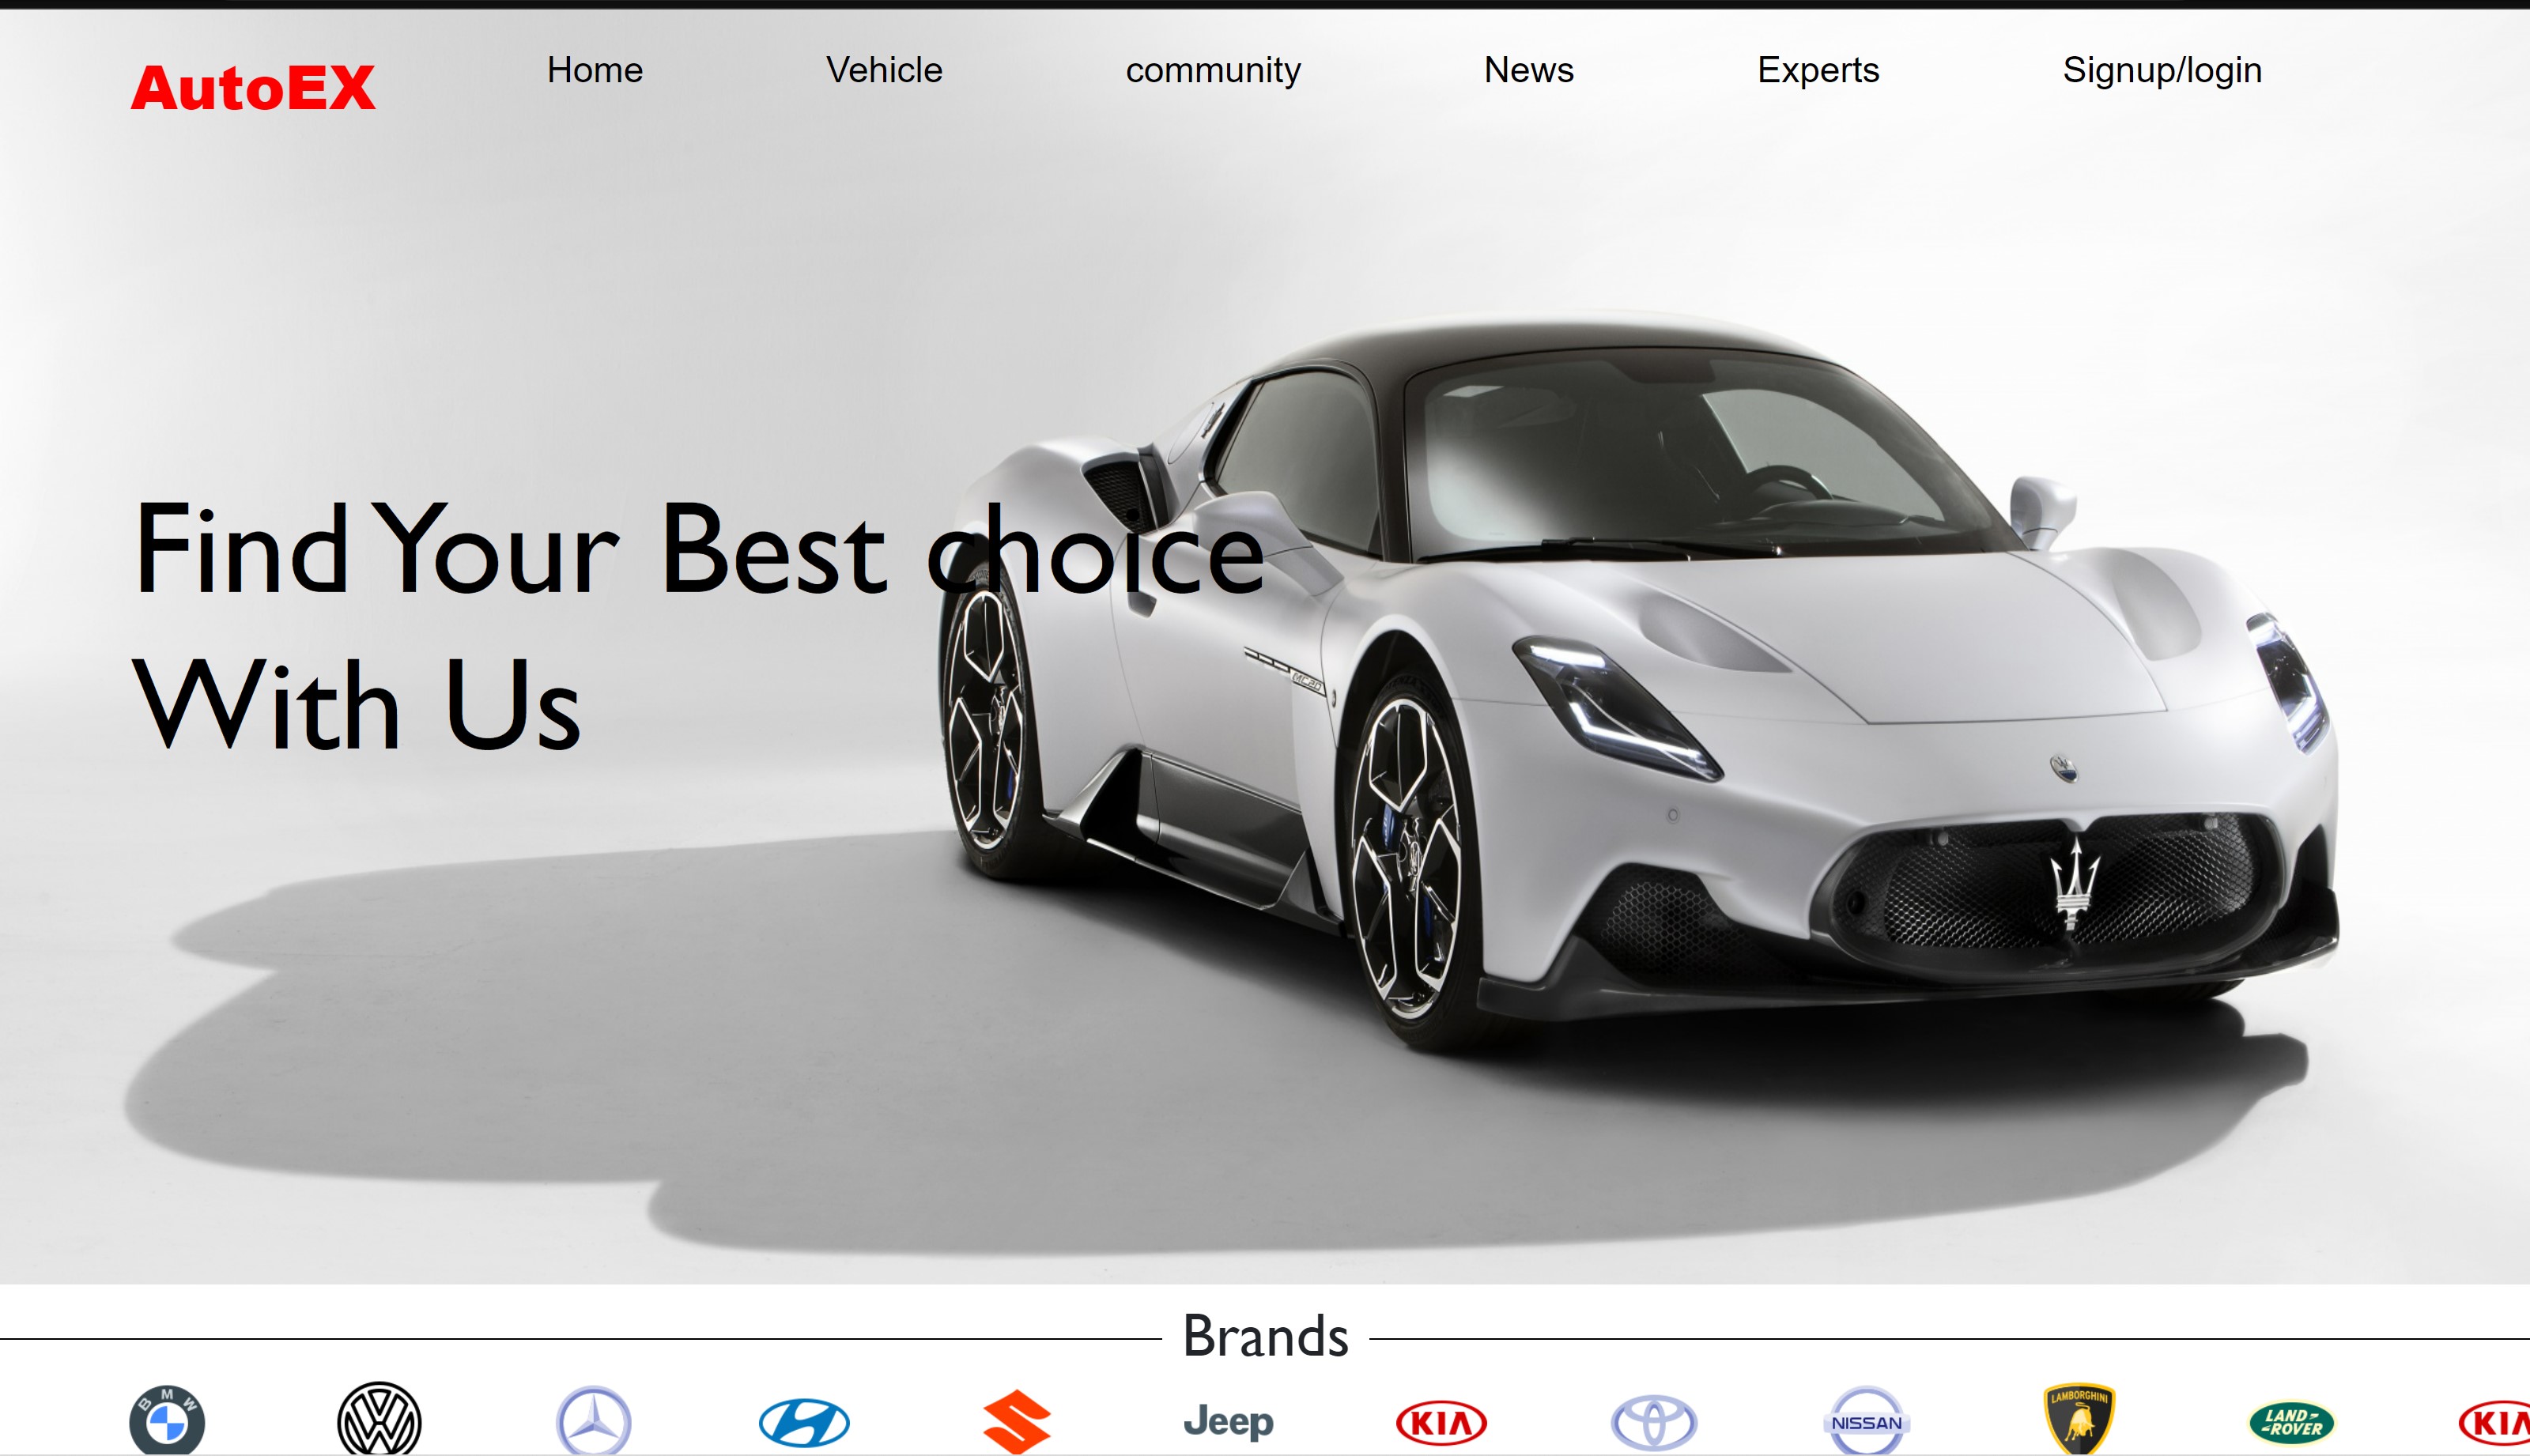 AutoEX
Home Vehicle community News Experts Signup/login
Find Your Best choice
With Us
MC20
Brands
BMW
Jeep
KIA
NISSAN
LAMBORGHINI
LAND-
-ROVER
KIA